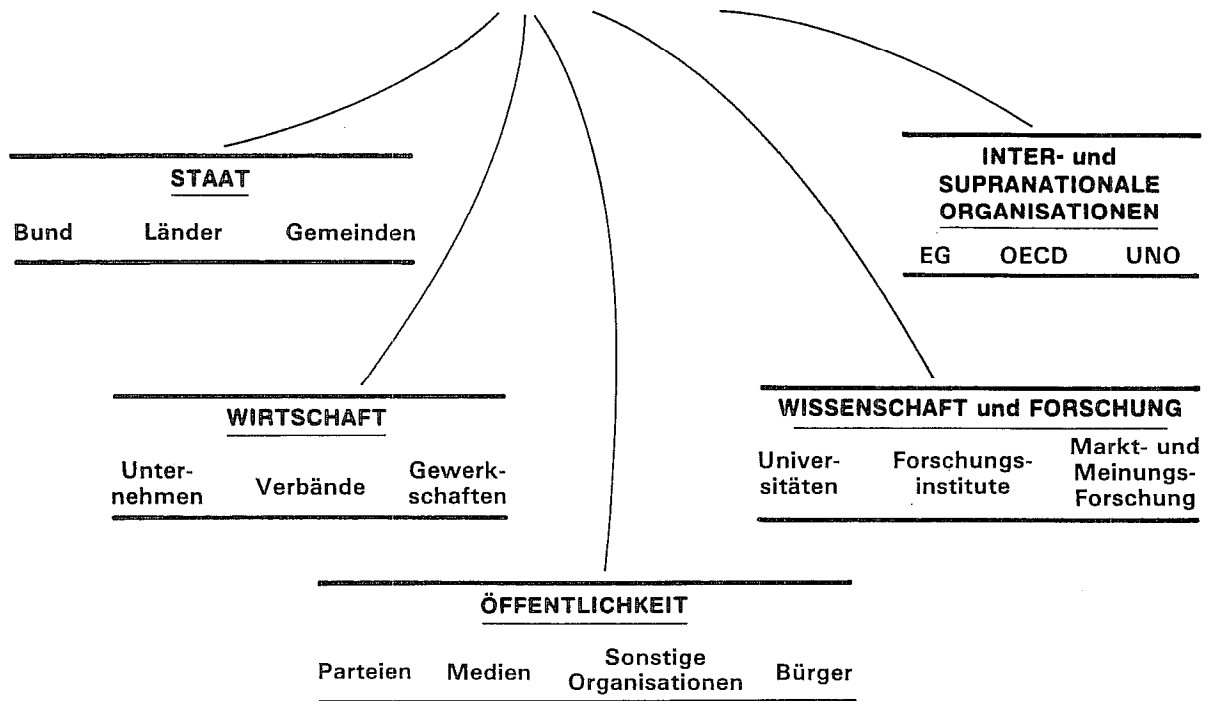 STAAT
Bund Länder Gemeinden
INTER- und
SUPRANATIONALE
ORGANISATIONEN
EG OECD UNO
WIRTSCHAFT
Unter-
nehmen
Verbände
Gewerk-
schaften
WISSENSCHAFT und FORSCHUNG
Univer-
sitäten
Forschungs-
institute
Markt- und
Meinungs-
Forschung
ÖFFENTLICHKEIT
Parteien Medien
Sonstige
Organisationen
Bürger